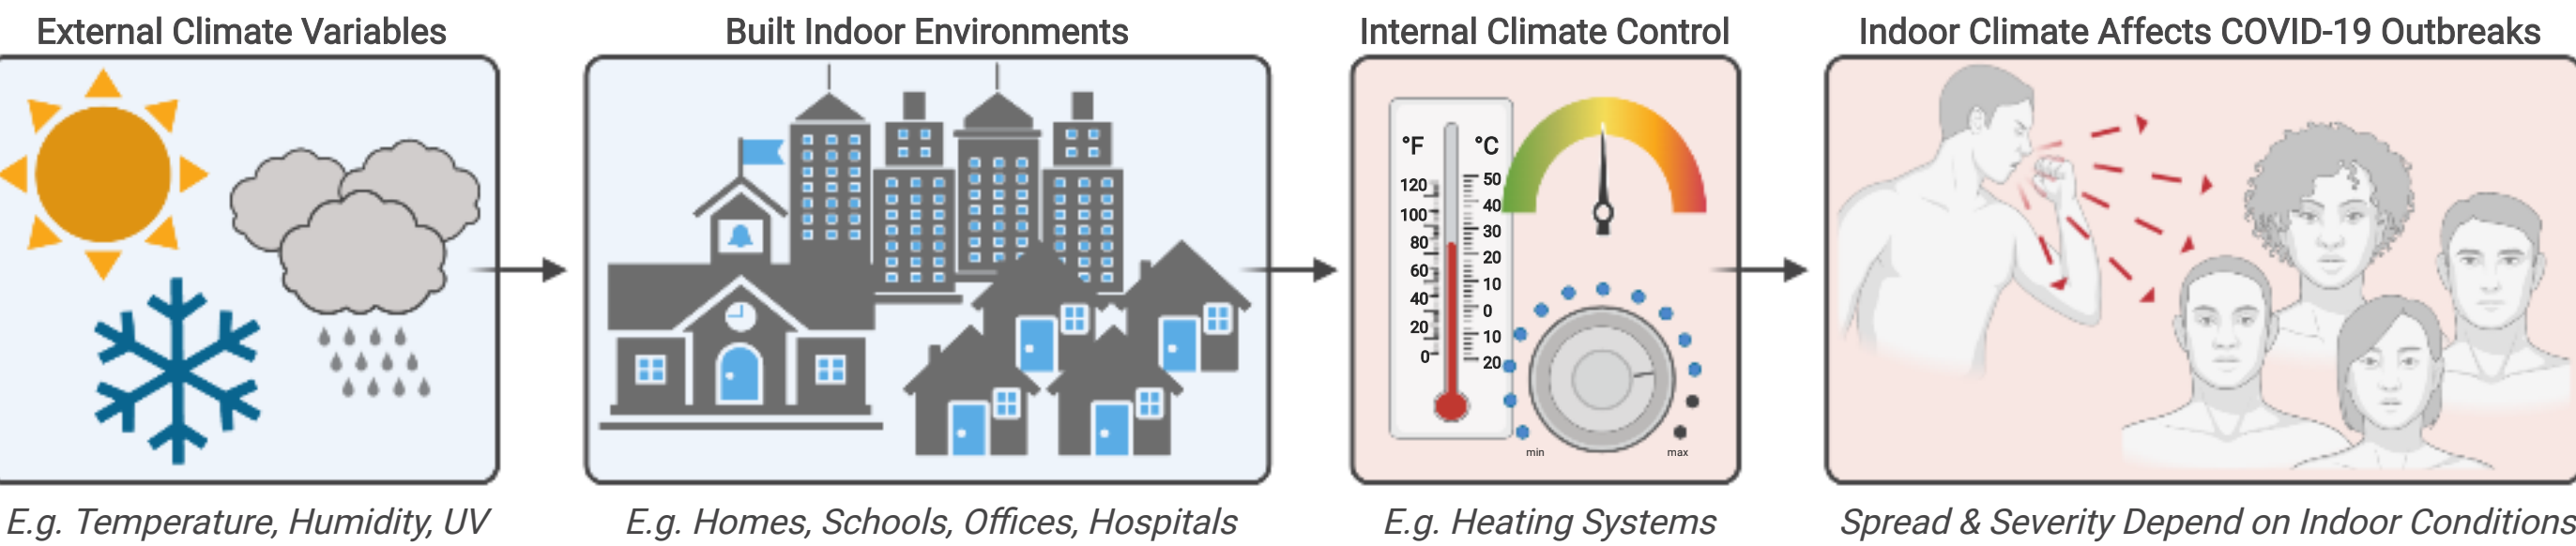 External Climate Variables
Built Indoor Environments
Internal Climate Control
Indoor Climate Affects COVID-19 Outbreaks
°F °C
120
100
80
60
40
20
0
50
40
30
20
10
0
10
20
min
max
E.g. Temperature, Humidity, UV
E.g. Homes, Schools, Offices, Hospitals
E.g. Heating Systems
Spread & Severity Depend on Indoor Conditions